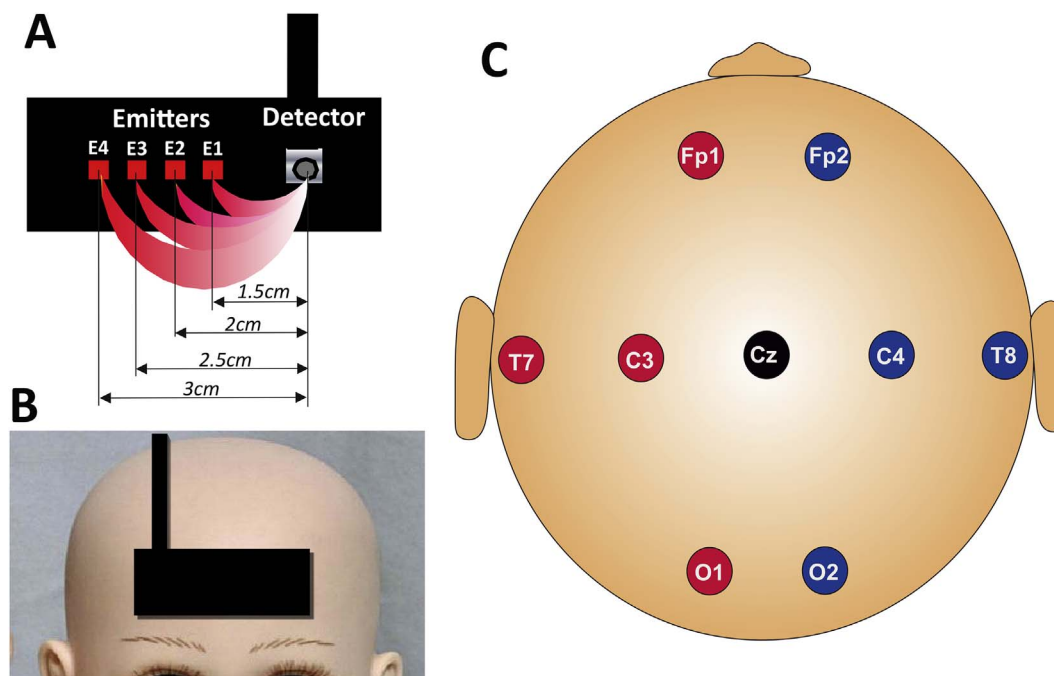 A
Emitters
Detector
E4
E3
E2
E1
1.5cm
2cm
2.5cm
3cm
B
C
Fp1
Fp2
T7
C3
Cz
C4
T8
O1
O2